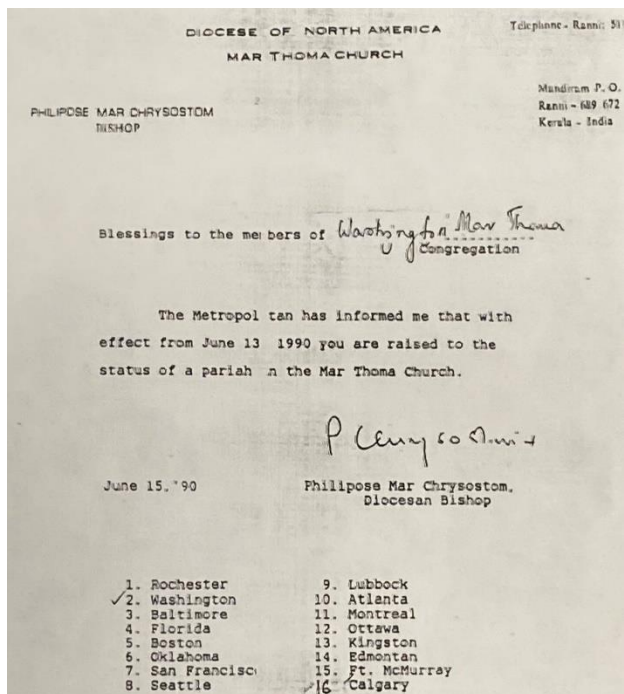 DIOCESE OF NORTH AMERICA
MAR THOMA CHURCH
Telephone - Ranni: 51
PHILIPOSE MAR CHRYSOSTOM
BISHOP
Mandiram P. O.
Ranni - 689 672
Kerala - India
Blessings to the me bers of Washington Mar Thoma
Congregation
The Metropol tan has informed me that with
effect from June 13 1990 you are raised to the
status of a pariah n the Mar Thoma Church.
P Chrysostom
June 15, '90
Philipose Mar Chrysostom,
Diocesan Bishop
1. Rochester
✓2. Washington
3. Baltimore
4. Florida
5. Boston
6. Oklahoma
7. San Francisc
8. Seattle
9. Lubbock
10. Atlanta
11. Montreal
12. Ottawa
13. Kingston
14. Edmontan
15. Ft. McMurray
16 Calgary